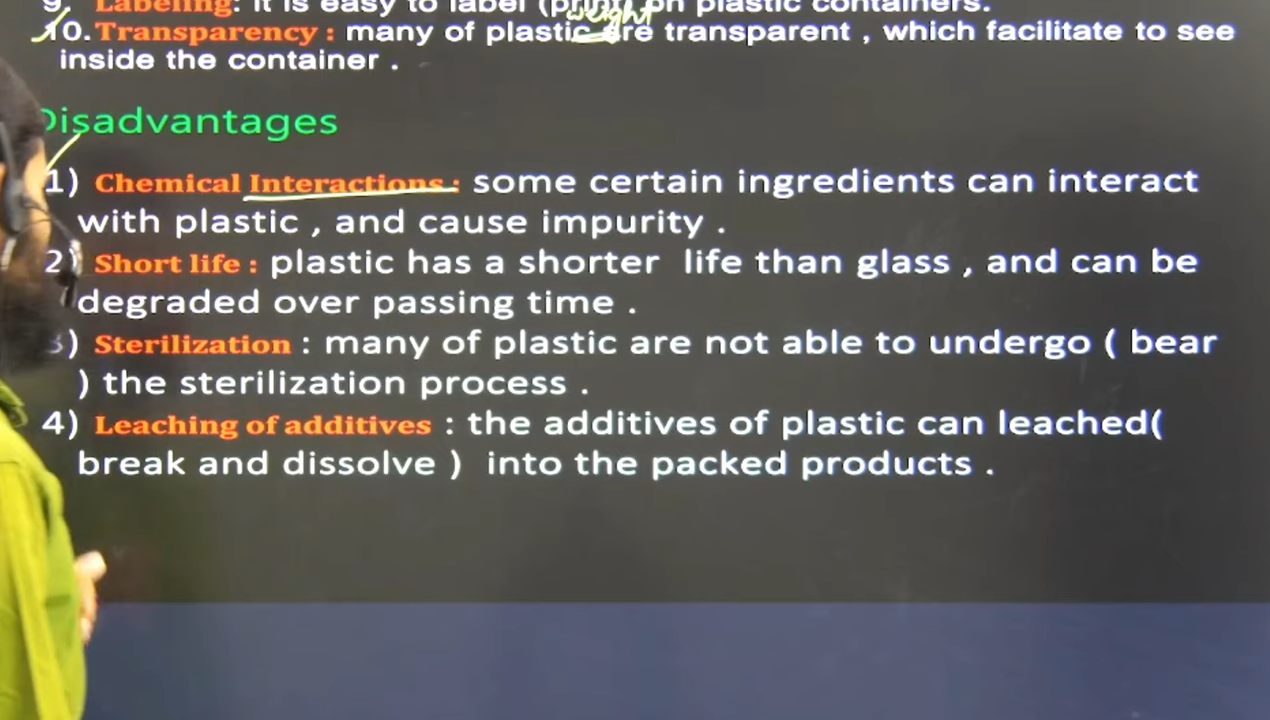 9. Labeling: it is easy to label (print) on plastic containers.
weight
10. Transparency : many of plastic are transparent , which facilitate to see
inside the container .
Disadvantages
1) Chemical Interactions : some certain ingredients can interact
with plastic , and cause impurity .
2) Short life : plastic has a shorter life than glass , and can be
degraded over passing time .
3) Sterilization : many of plastic are not able to undergo ( bear
) the sterilization process .
4) Leaching of additives : the additives of plastic can leached(
break and dissolve ) into the packed products .